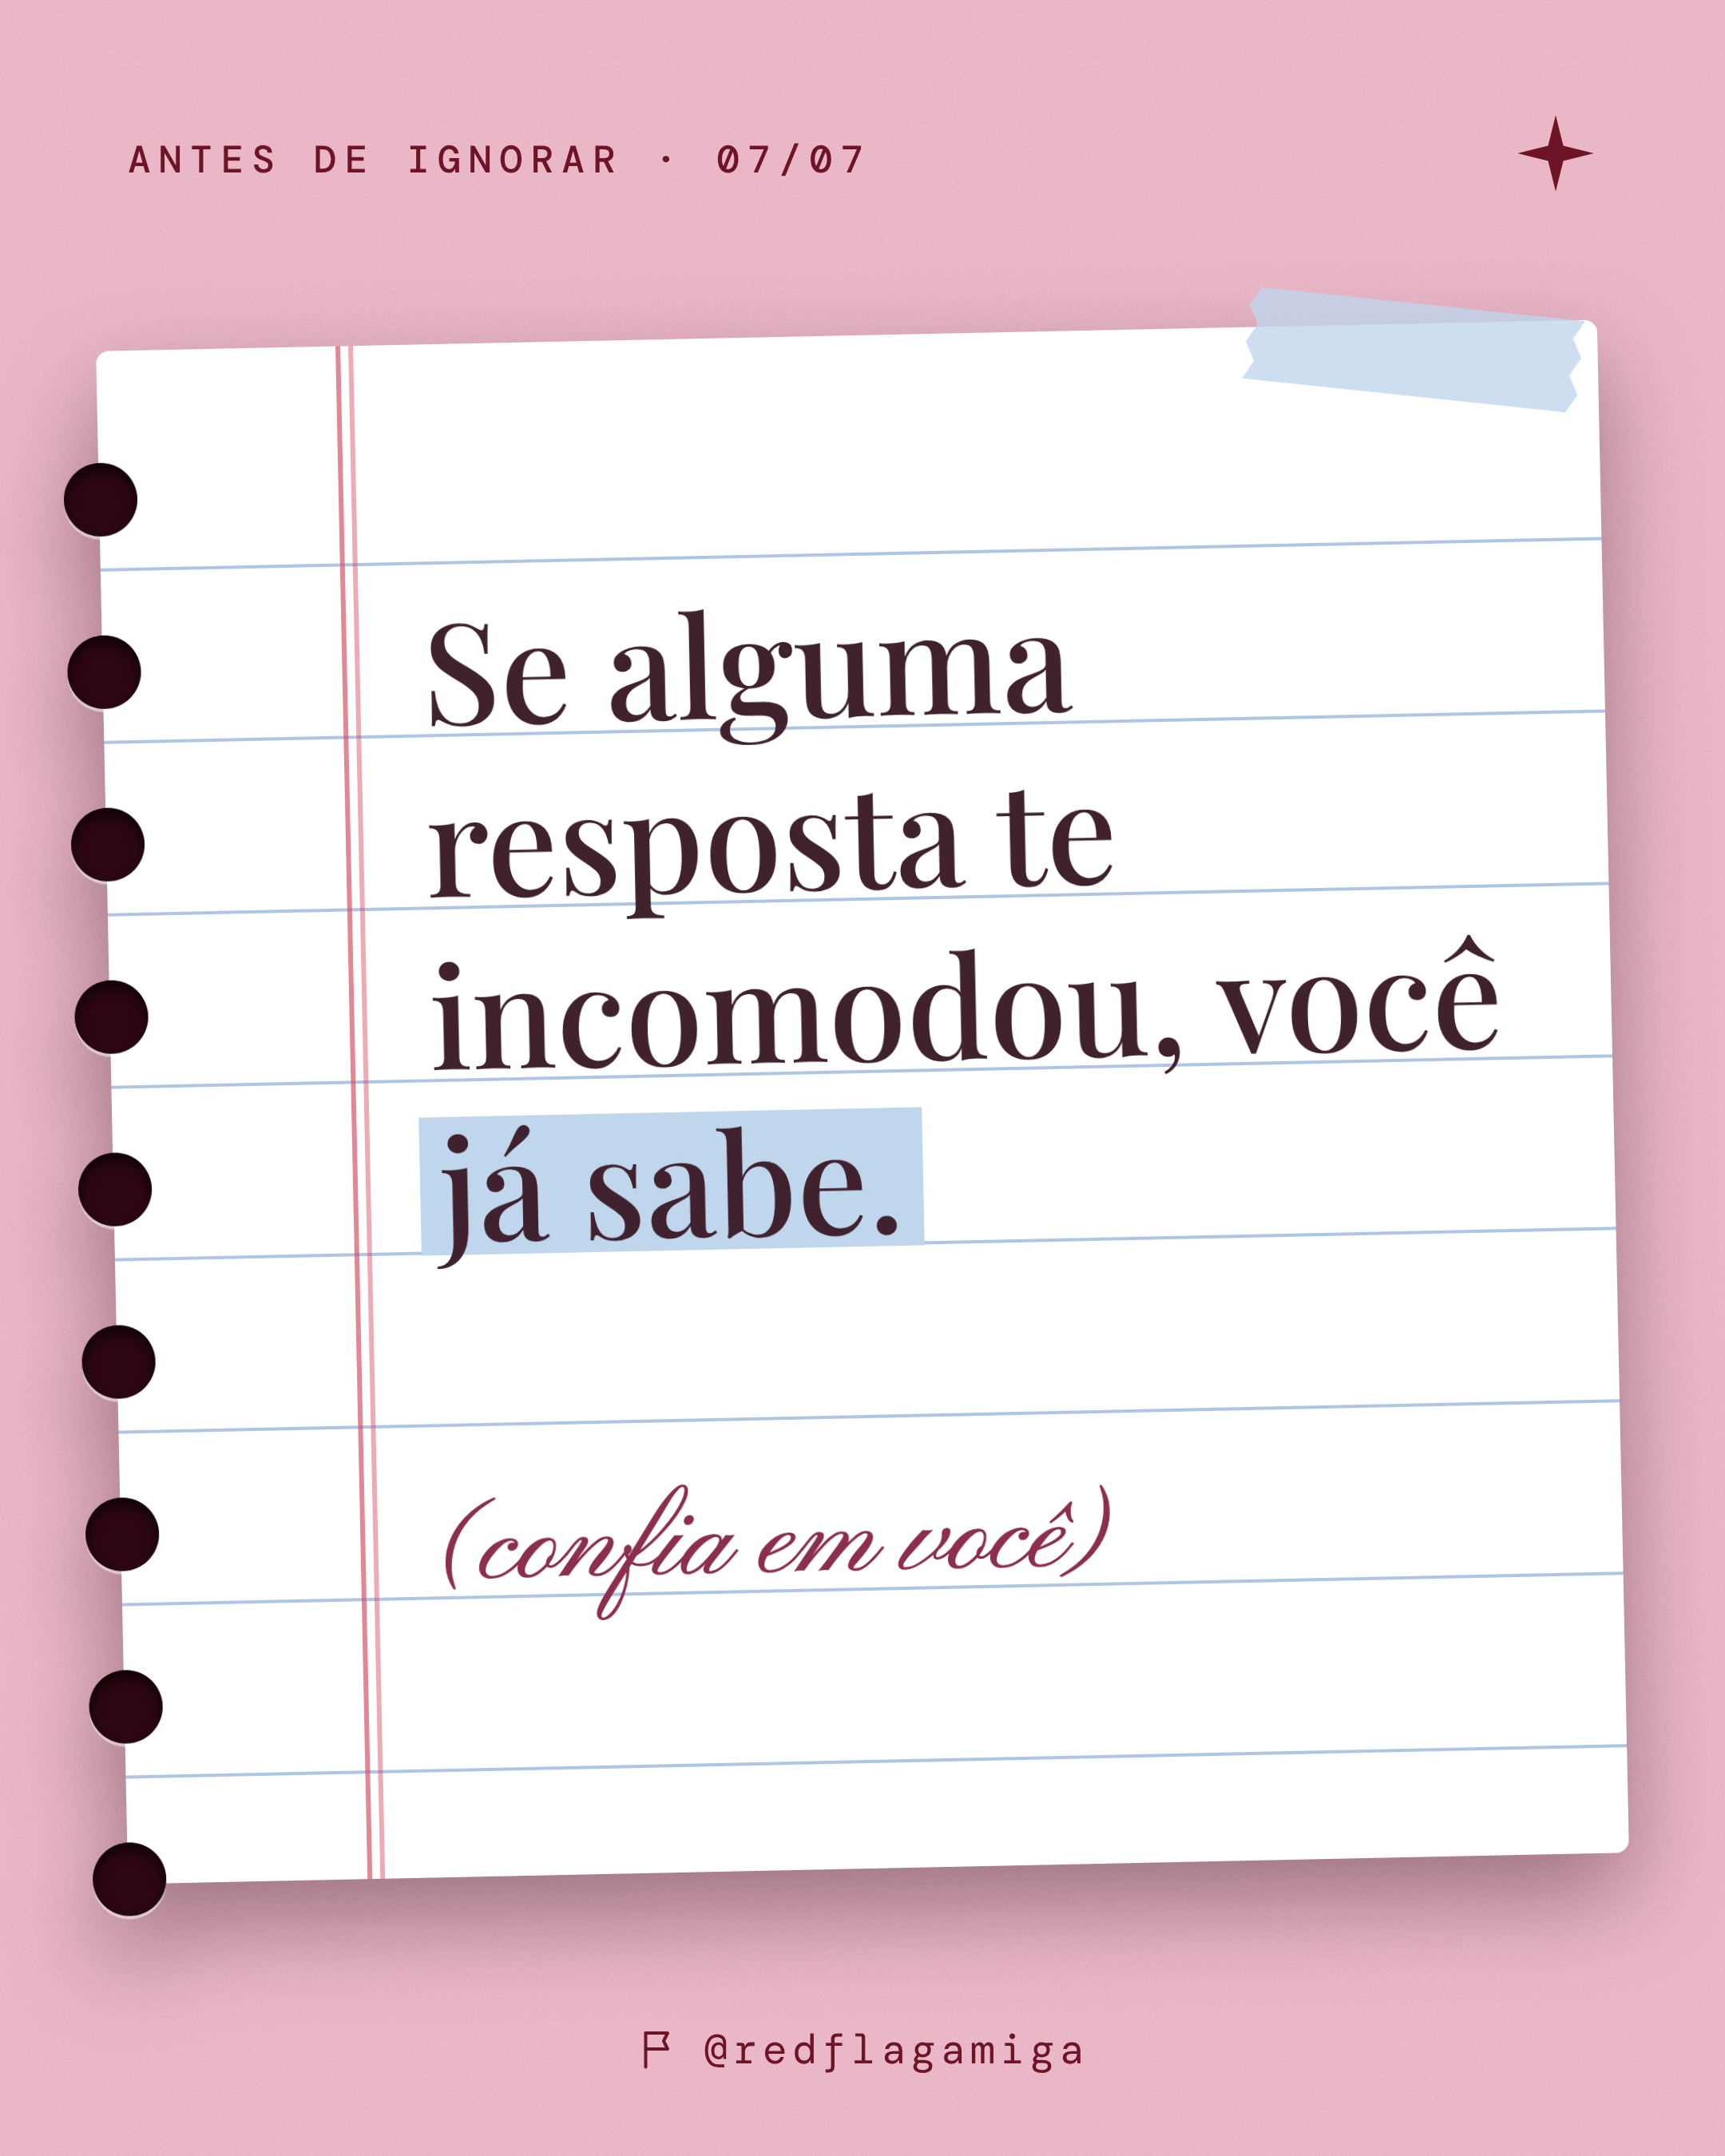 ANTES DE IGNORAR · 07/07
Se alguma
resposta te
incomodou, você
já sabe.
(confia em você)
@redflagamiga